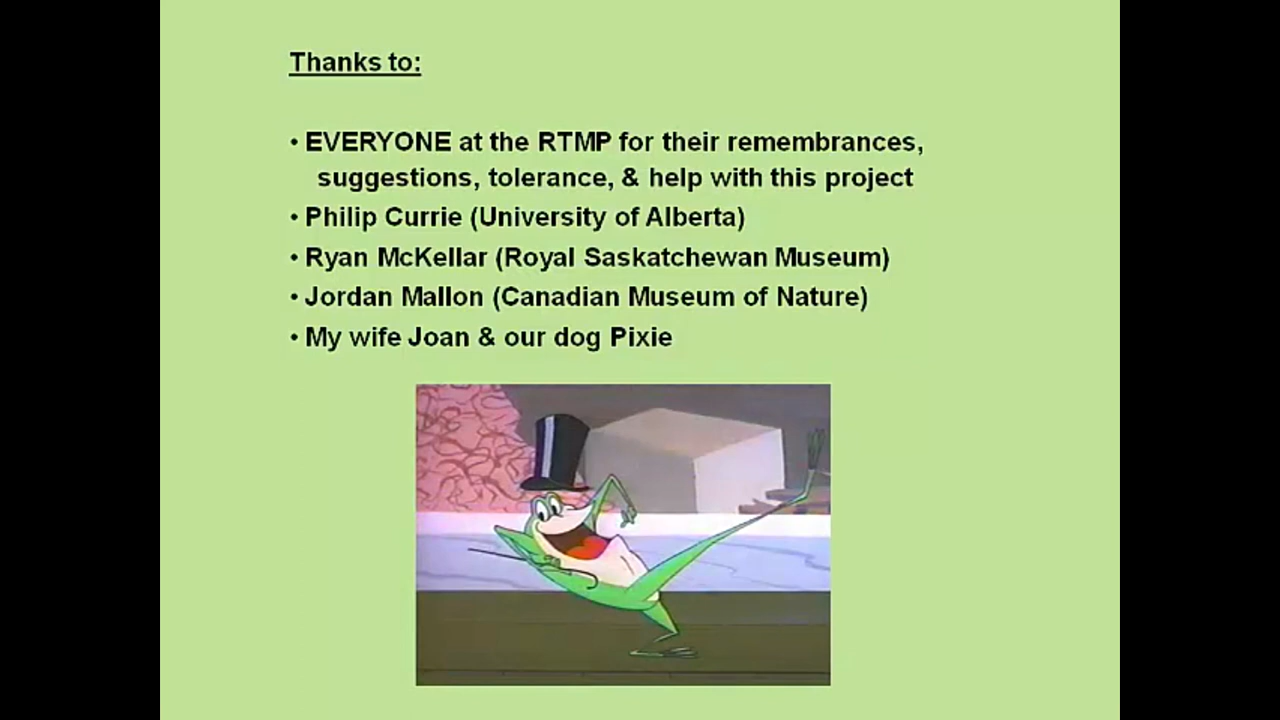 Thanks to:
• EVERYONE at the RTMP for their remembrances,
suggestions, tolerance, & help with this project
• Philip Currie (University of Alberta)
• Ryan McKellar (Royal Saskatchewan Museum)
• Jordan Mallon (Canadian Museum of Nature)
• My wife Joan & our dog Pixie